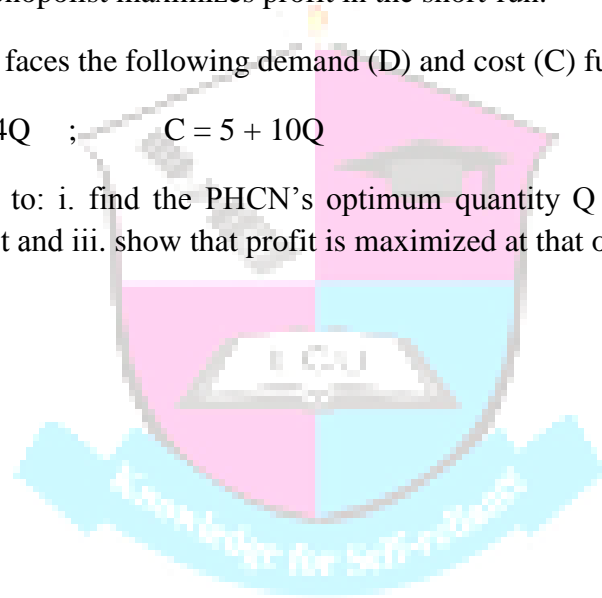 nopolist maximizes profit in the short run.
faces the following demand (D) and cost (C) fu
4Q ; C = 5 + 10Q
to: i. find the PHCN’s optimum quantity Q
t and iii. show that profit is maximized at that o
Knowledge for Self-reliance